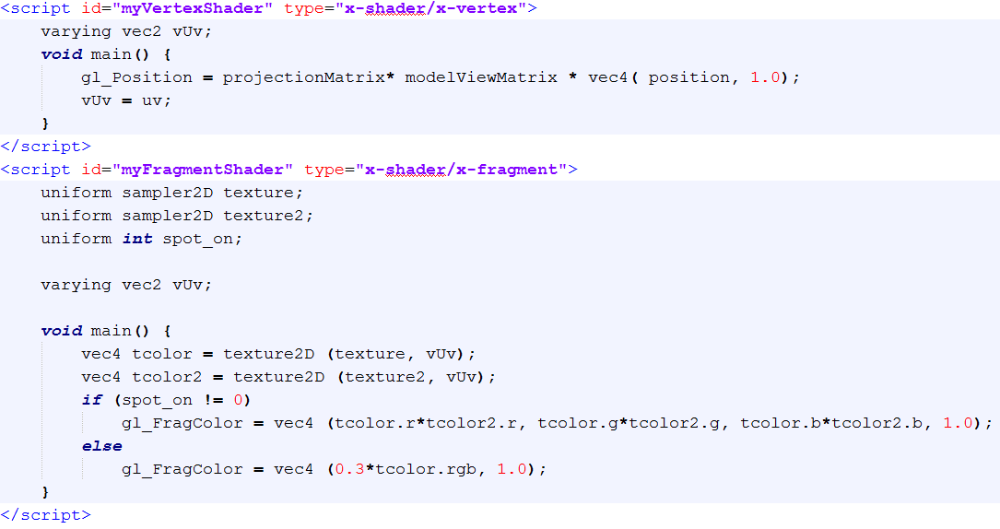 <script id="myVertexShader" type="x-shader/x-vertex">
    varying vec2 vUv;
    void main() {
        gl_Position = projectionMatrix* modelViewMatrix * vec4( position, 1.0);
        vUv = uv;
    }
</script>
<script id="myFragmentShader" type="x-shader/x-fragment">
    uniform sampler2D texture;
    uniform sampler2D texture2;
    uniform int spot_on;

    varying vec2 vUv;

    void main() {
        vec4 tcolor = texture2D (texture, vUv);
        vec4 tcolor2 = texture2D (texture2, vUv);
        if (spot_on != 0)
            gl_FragColor = vec4 (tcolor.r*tcolor2.r, tcolor.g*tcolor2.g, tcolor.b*tcolor2.b, 1.0);
        else
            gl_FragColor = vec4 (0.3*tcolor.rgb, 1.0);
    }
</script>